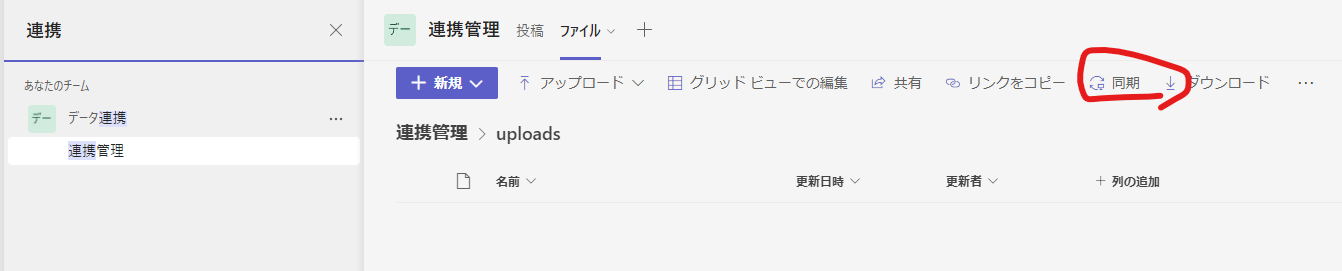 連携
あなたのチーム
デー データ連携 ...
連携管理
デー 連携管理 投稿 ファイル
新規 アップロード グリッド ビューでの編集 共有 リンクをコピー 同期 ダウンロード ...
連携管理 > uploads
名前 更新日時 更新者 + 列の追加